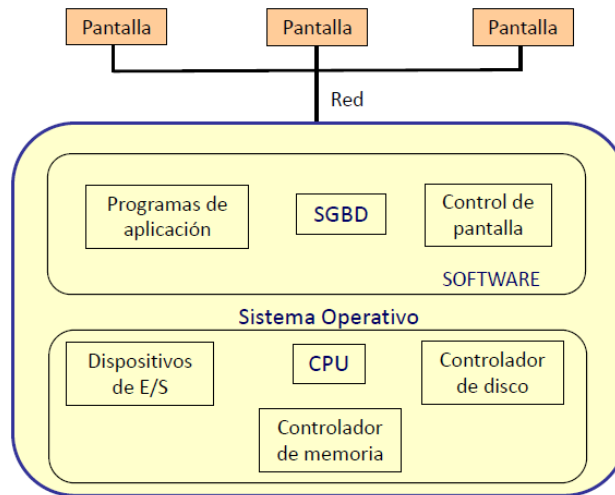 Pantalla
Pantalla
Pantalla
Red
Programas de
aplicación
SGBD
Control de
pantalla
SOFTWARE
Sistema Operativo
Dispositivos
de E/S
CPU
Controlador
de disco
Controlador
de memoria